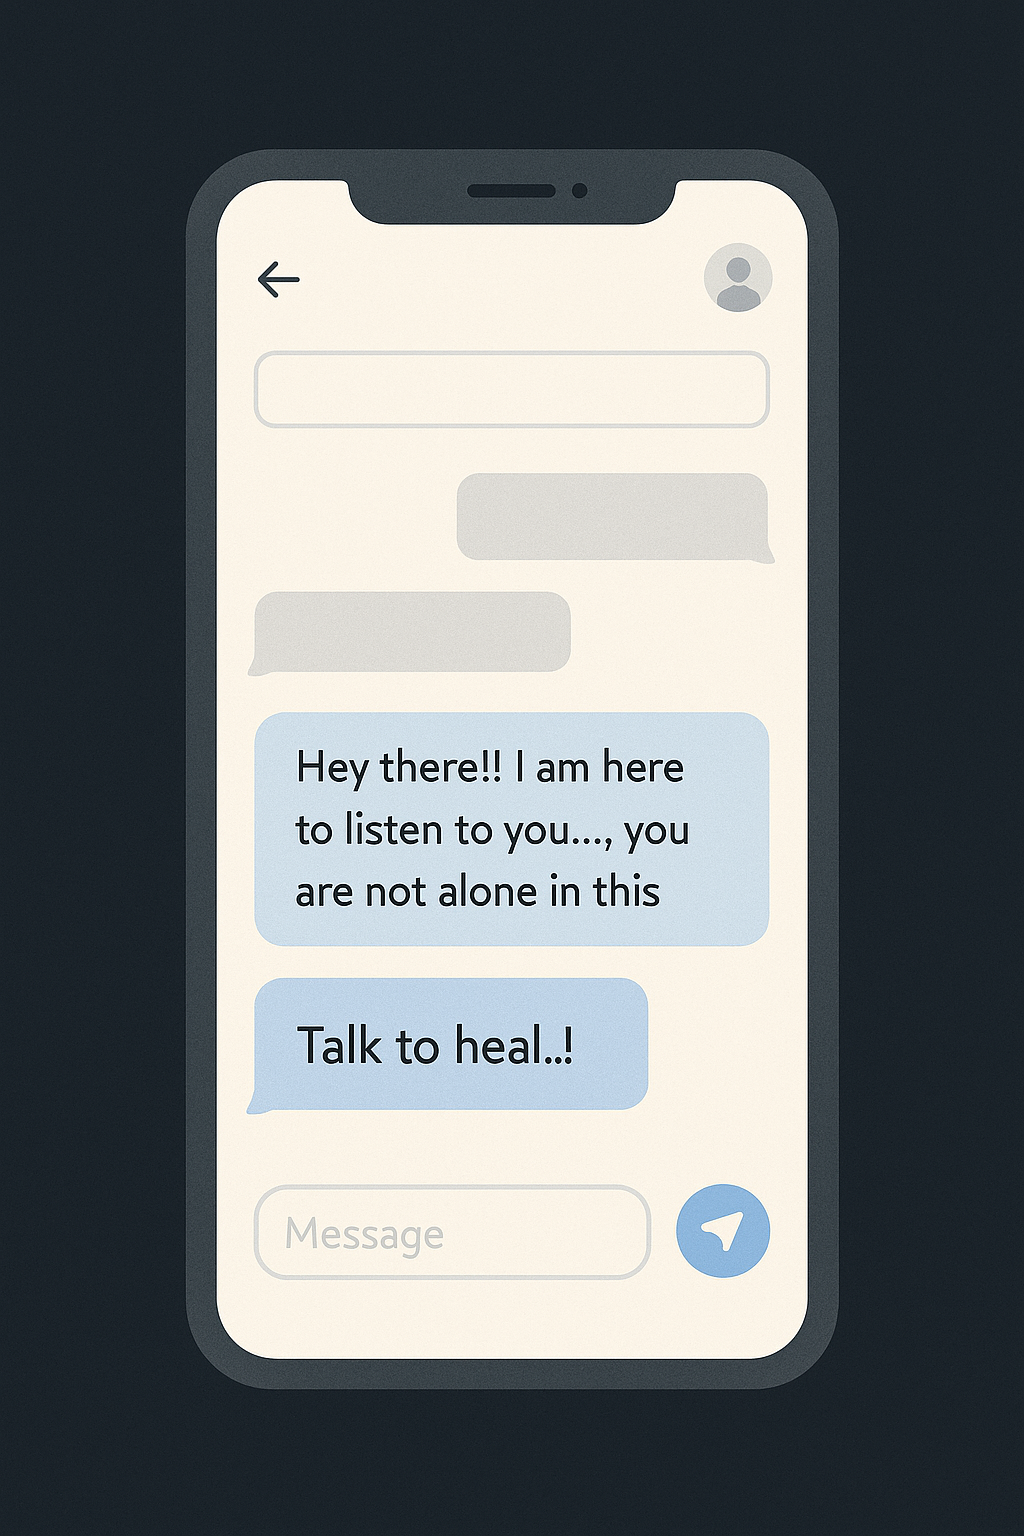 Hey there!! I am here
to listen to you..., you
are not alone in this
Talk to heal..!
Message